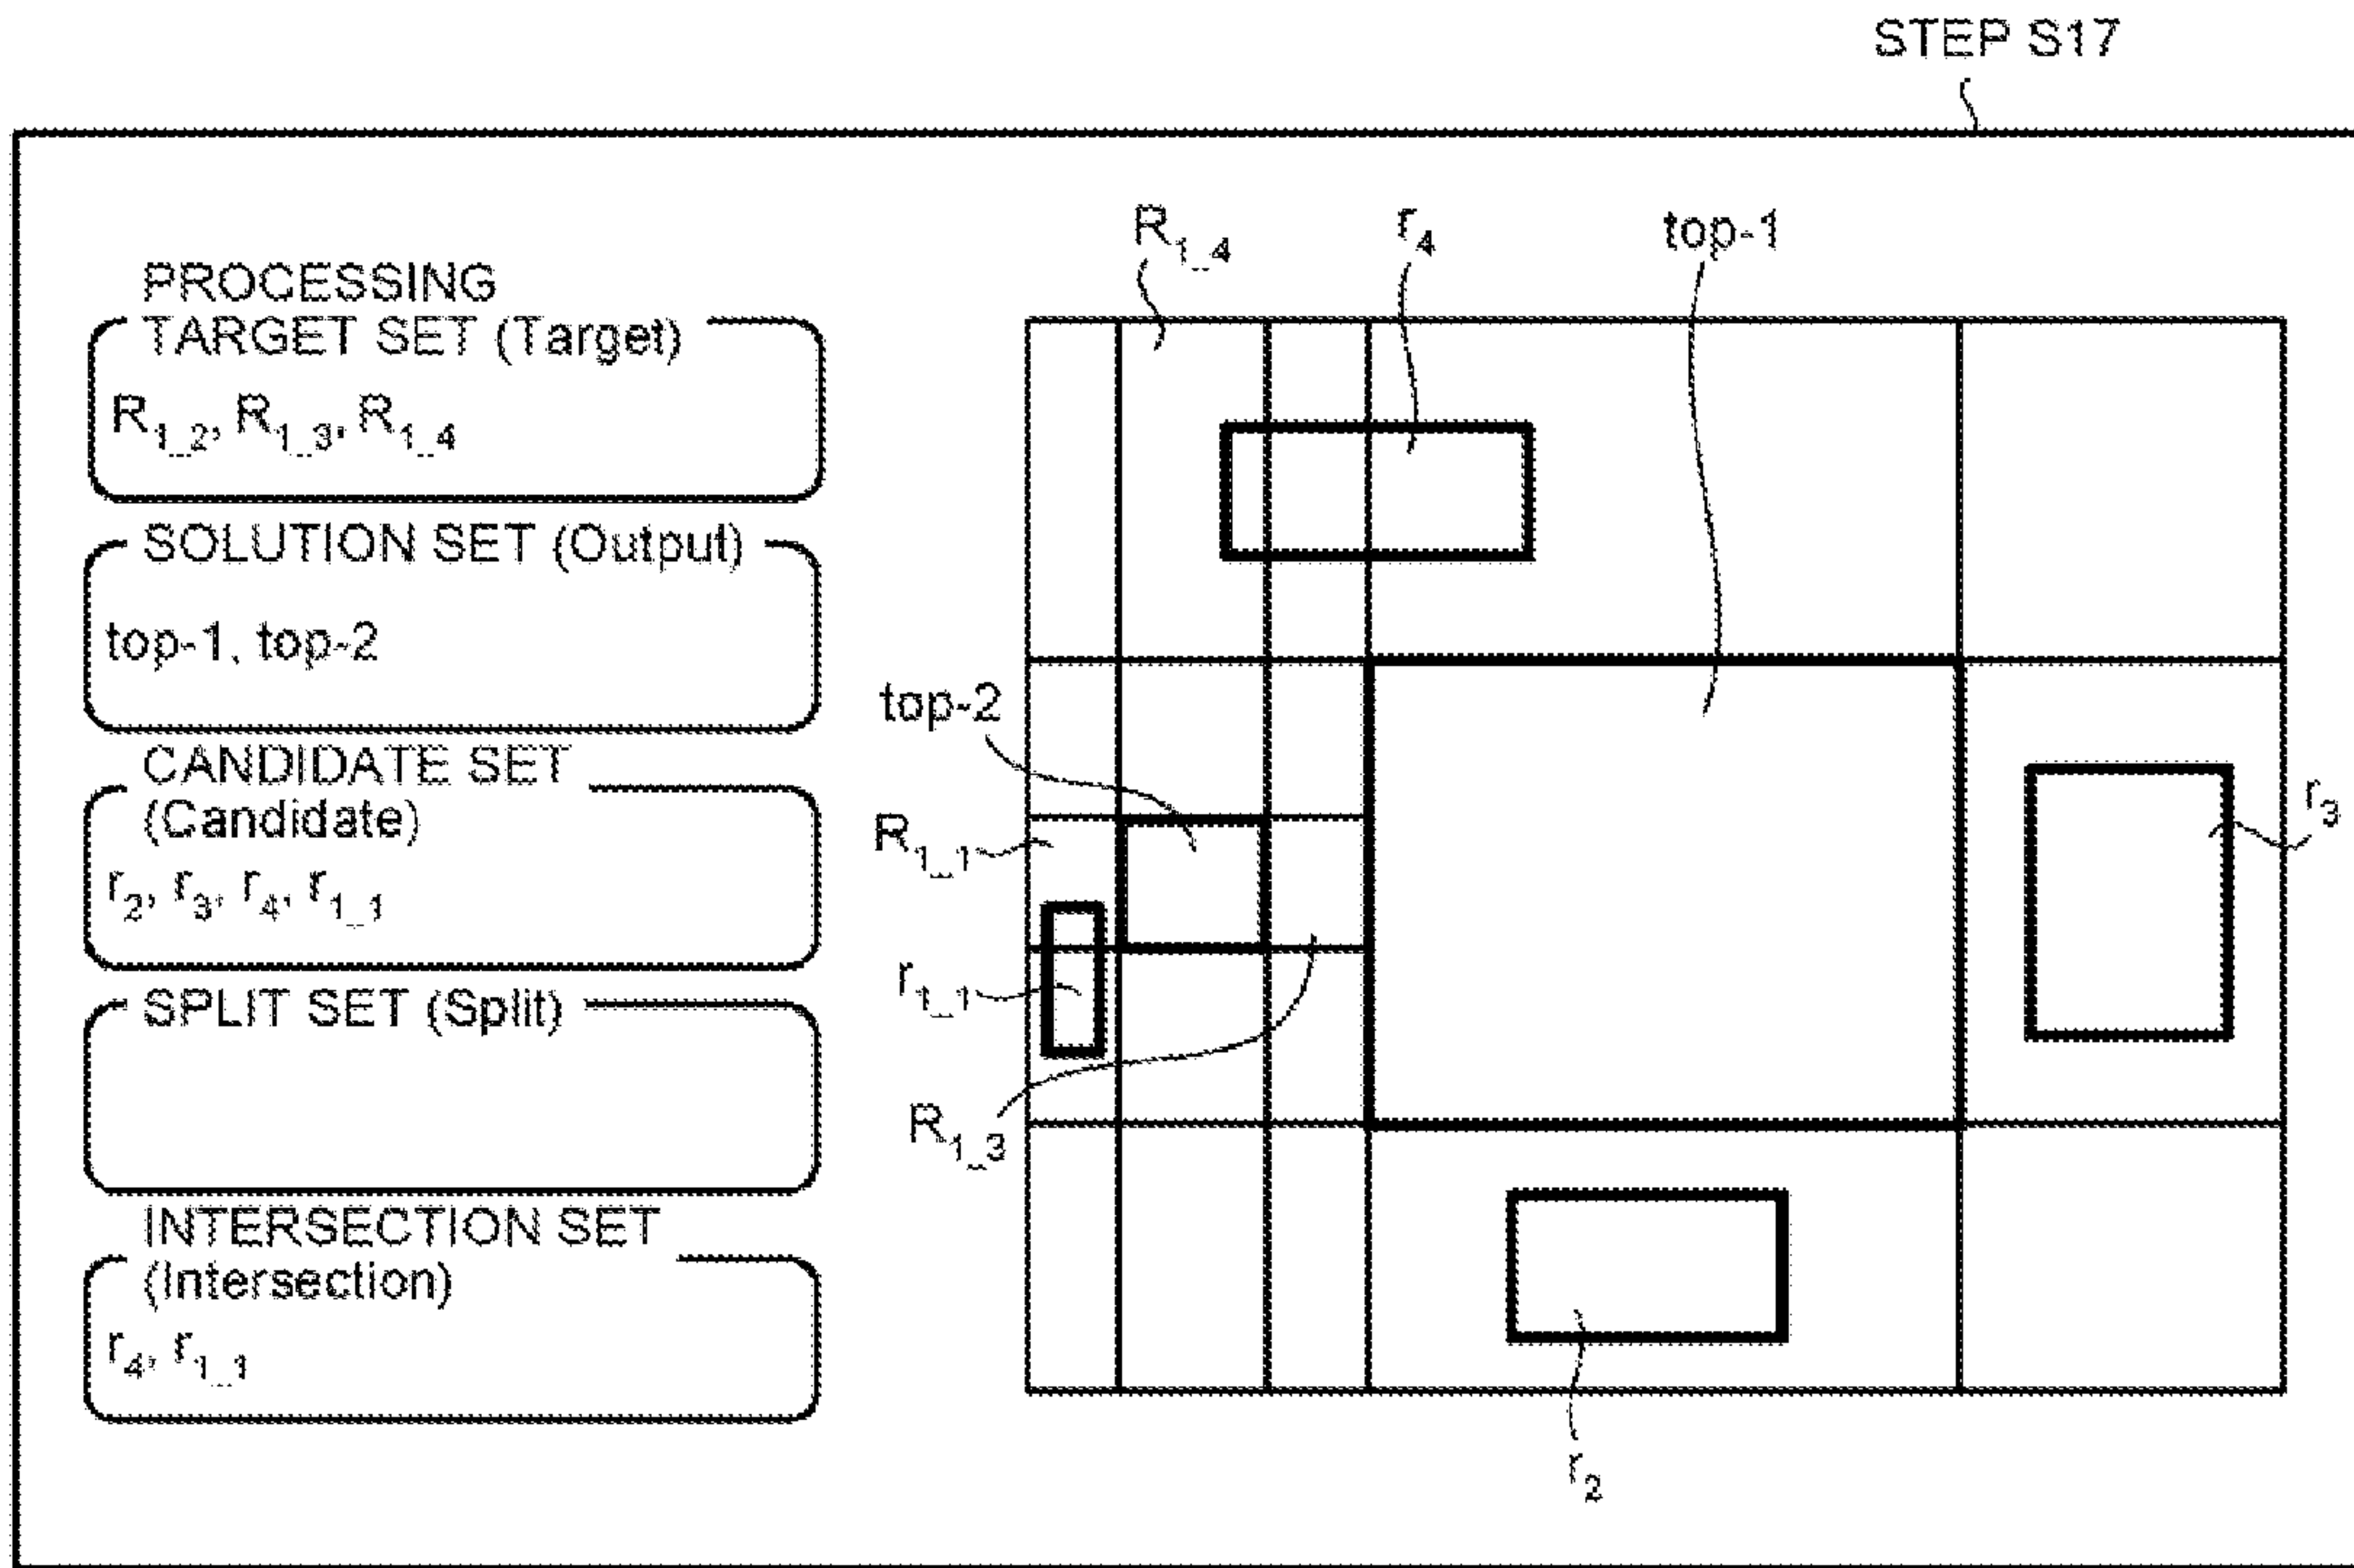 STEP S17
PROCESSING
TARGET SET (Target)
R1_2, R1_3, R1_4
SOLUTION SET (Output)
top-1, top-2
CANDIDATE SET
(Candidate)
r2, r3, r4, r1_1
SPLIT SET (Split)
INTERSECTION SET
(Intersection)
r4, r1_1
R1_4
r4
top-1
top-2
R1_1
r3
r1_1
R1_3
r2